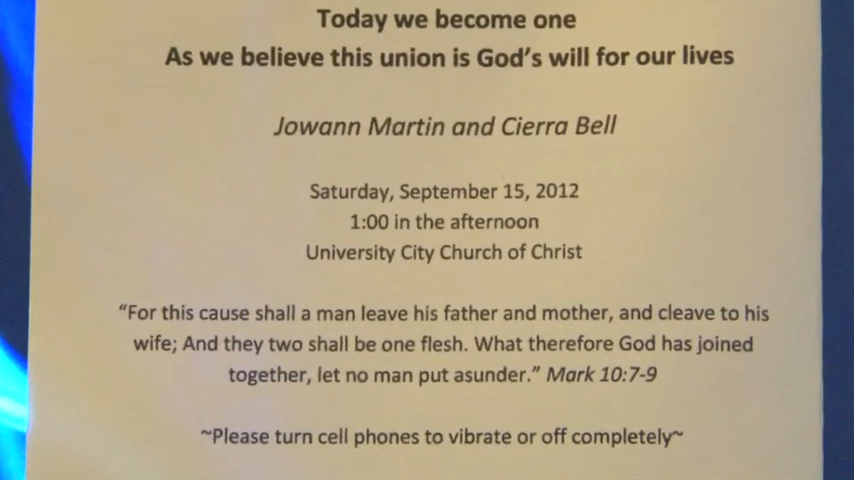 Today we become one
As we believe this union is God's will for our lives
Jowann Martin and Cierra Bell
Saturday, September 15, 2012
1:00 in the afternoon
University City Church of Christ
“For this cause shall a man leave his father and mother, and cleave to his
wife; And they two shall be one flesh. What therefore God has joined
together, let no man put asunder.” Mark 10:7-9
~Please turn cell phones to vibrate or off completely~